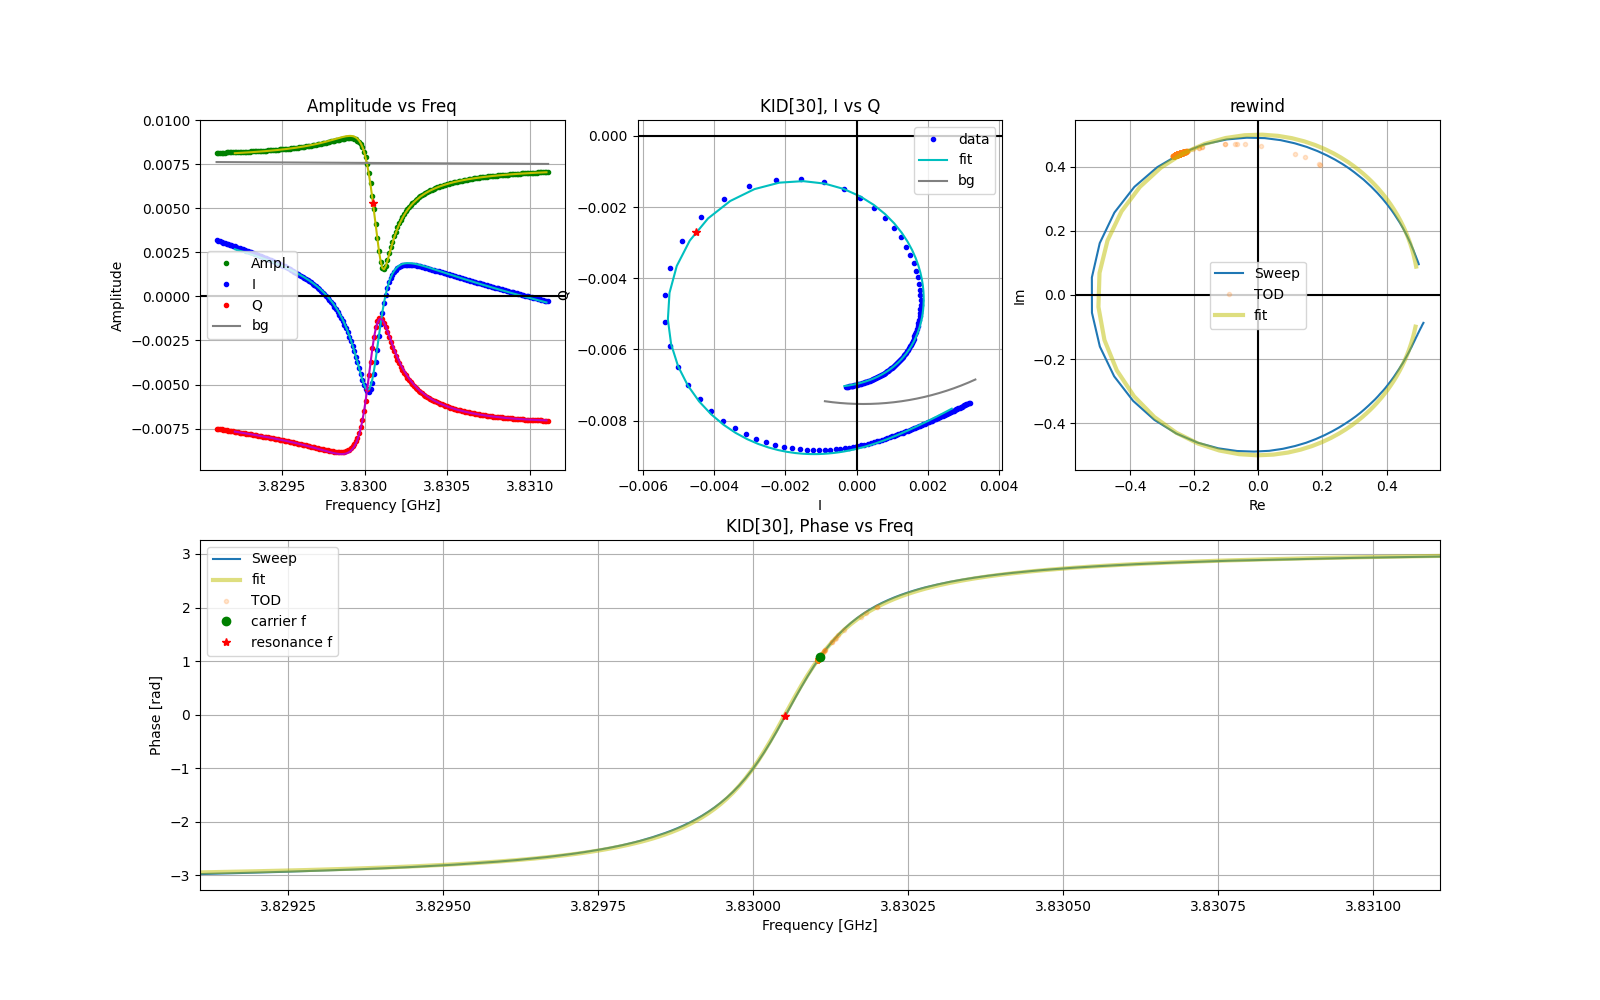 Amplitude vs Freq
0.0100
0.0075
0.0050
0.0025
0.0000
−0.0025
−0.0050
−0.0075
Amplitude
Ampl.
I
Q
bg
3.8295
3.8300
3.8305
3.8310
Frequency [GHz]
KID[30], I vs Q
0.000
−0.002
−0.004
−0.006
−0.008
Q
data
fit
bg
−0.006
−0.004
−0.002
0.000
0.002
0.004
I
rewind
0.4
0.2
0.0
−0.2
−0.4
Im
Sweep
TOD
fit
−0.4
−0.2
0.0
0.2
0.4
Re
KID[30], Phase vs Freq
3
2
1
0
−1
−2
−3
Phase [rad]
Sweep
fit
TOD
carrier f
resonance f
3.82925
3.82950
3.82975
3.83000
3.83025
3.83050
3.83075
3.83100
Frequency [GHz]